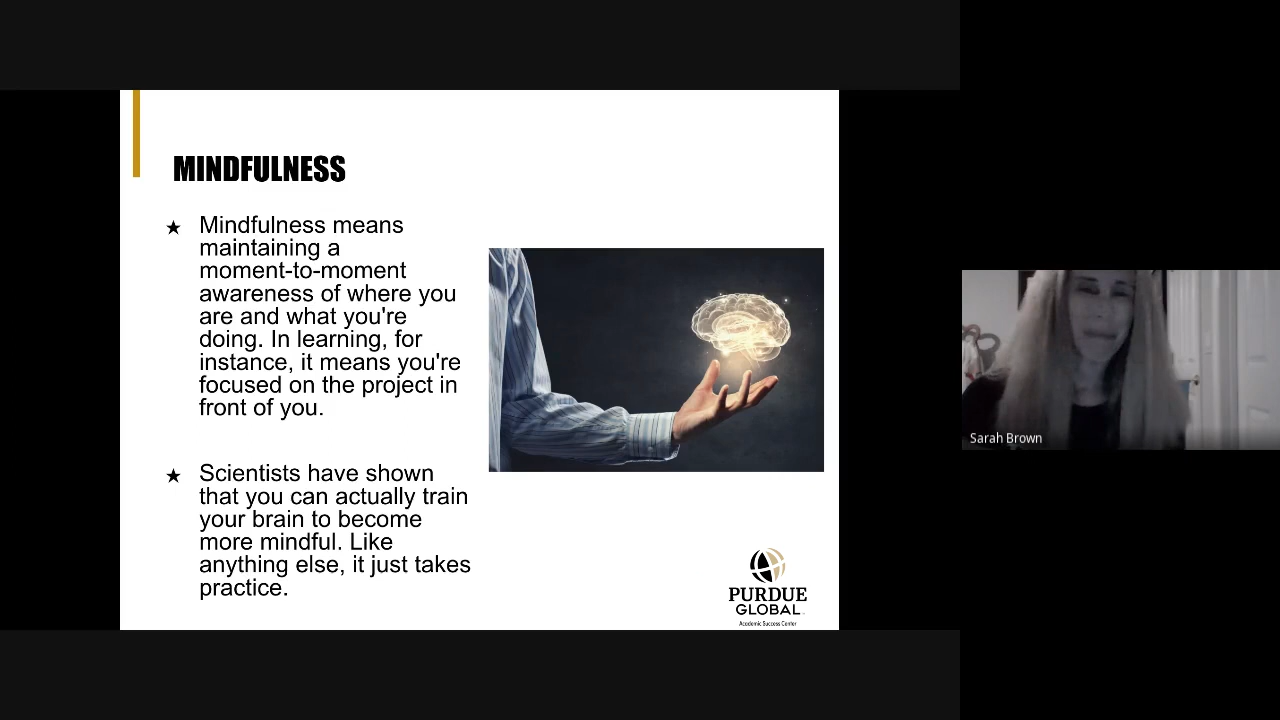 MINDFULNESS
★ Mindfulness means
maintaining a
moment-to-moment
awareness of where you
are and what you're
doing. In learning, for
instance, it means you're
focused on the project in
front of you.
★ Scientists have shown
that you can actually train
your brain to become
more mindful. Like
anything else, it just takes
practice.
PURDUE
GLOBAL
Academic Success Center
Sarah Brown